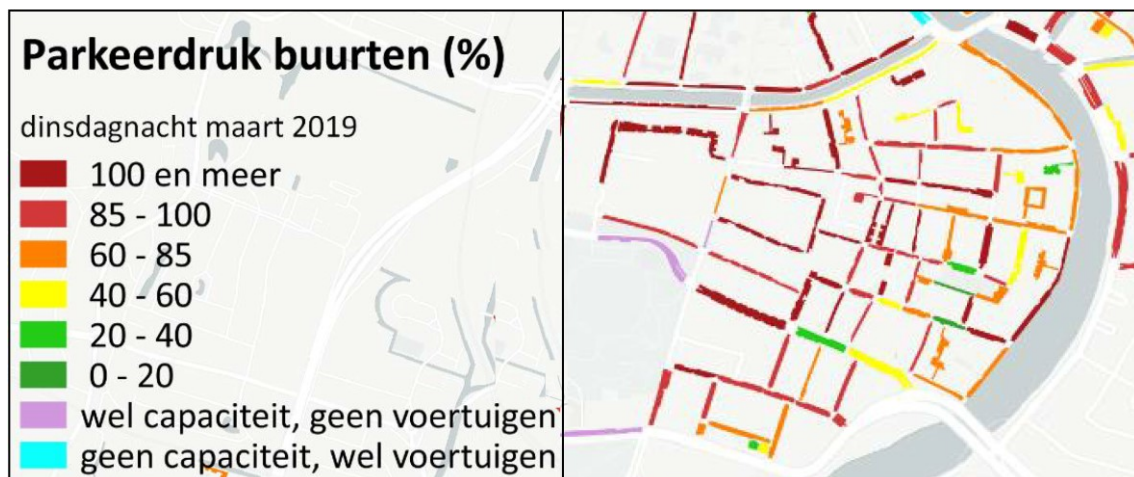 Parkeerdruk buurten (%)
dinsdagnacht maart 2019
100 en meer
85 - 100
60 - 85
40 - 60
20 - 40
0 - 20
wel capaciteit, geen voertuigen
geen capaciteit, wel voertuigen